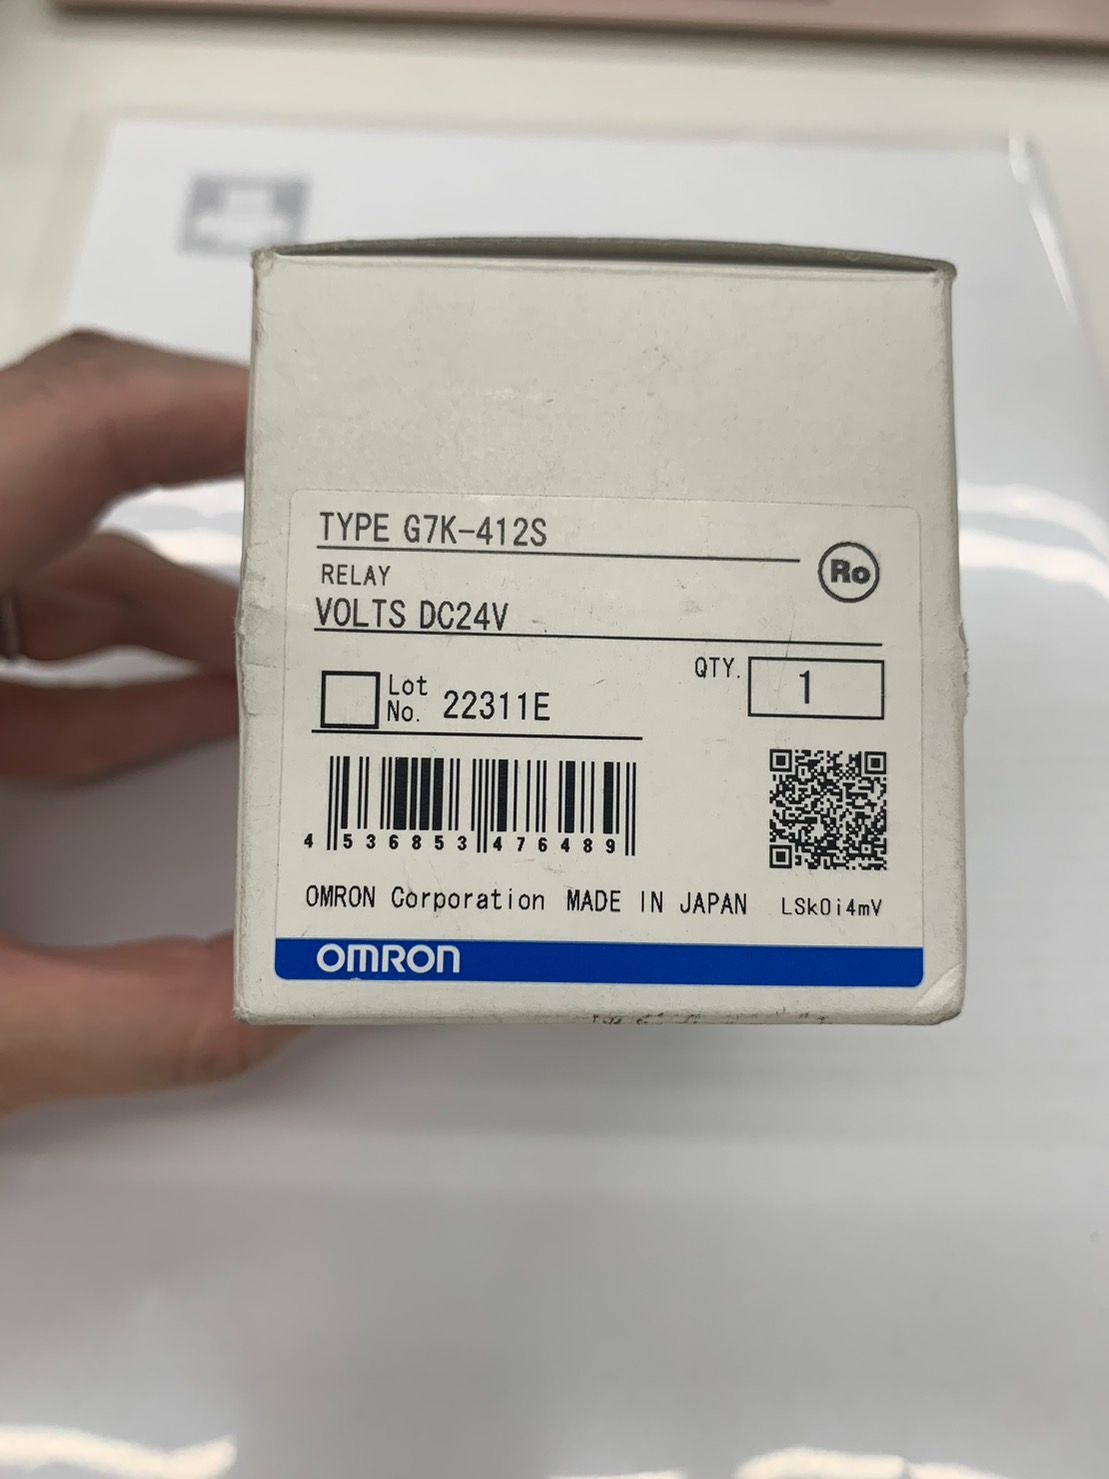 TYPE G7K-412S
RELAY
Ro
VOLTS DC24V
QTY. 1
Lot No. 22311E
4 536853 476489
OMRON Corporation MADE IN JAPAN LSk0i4mV
OMRON